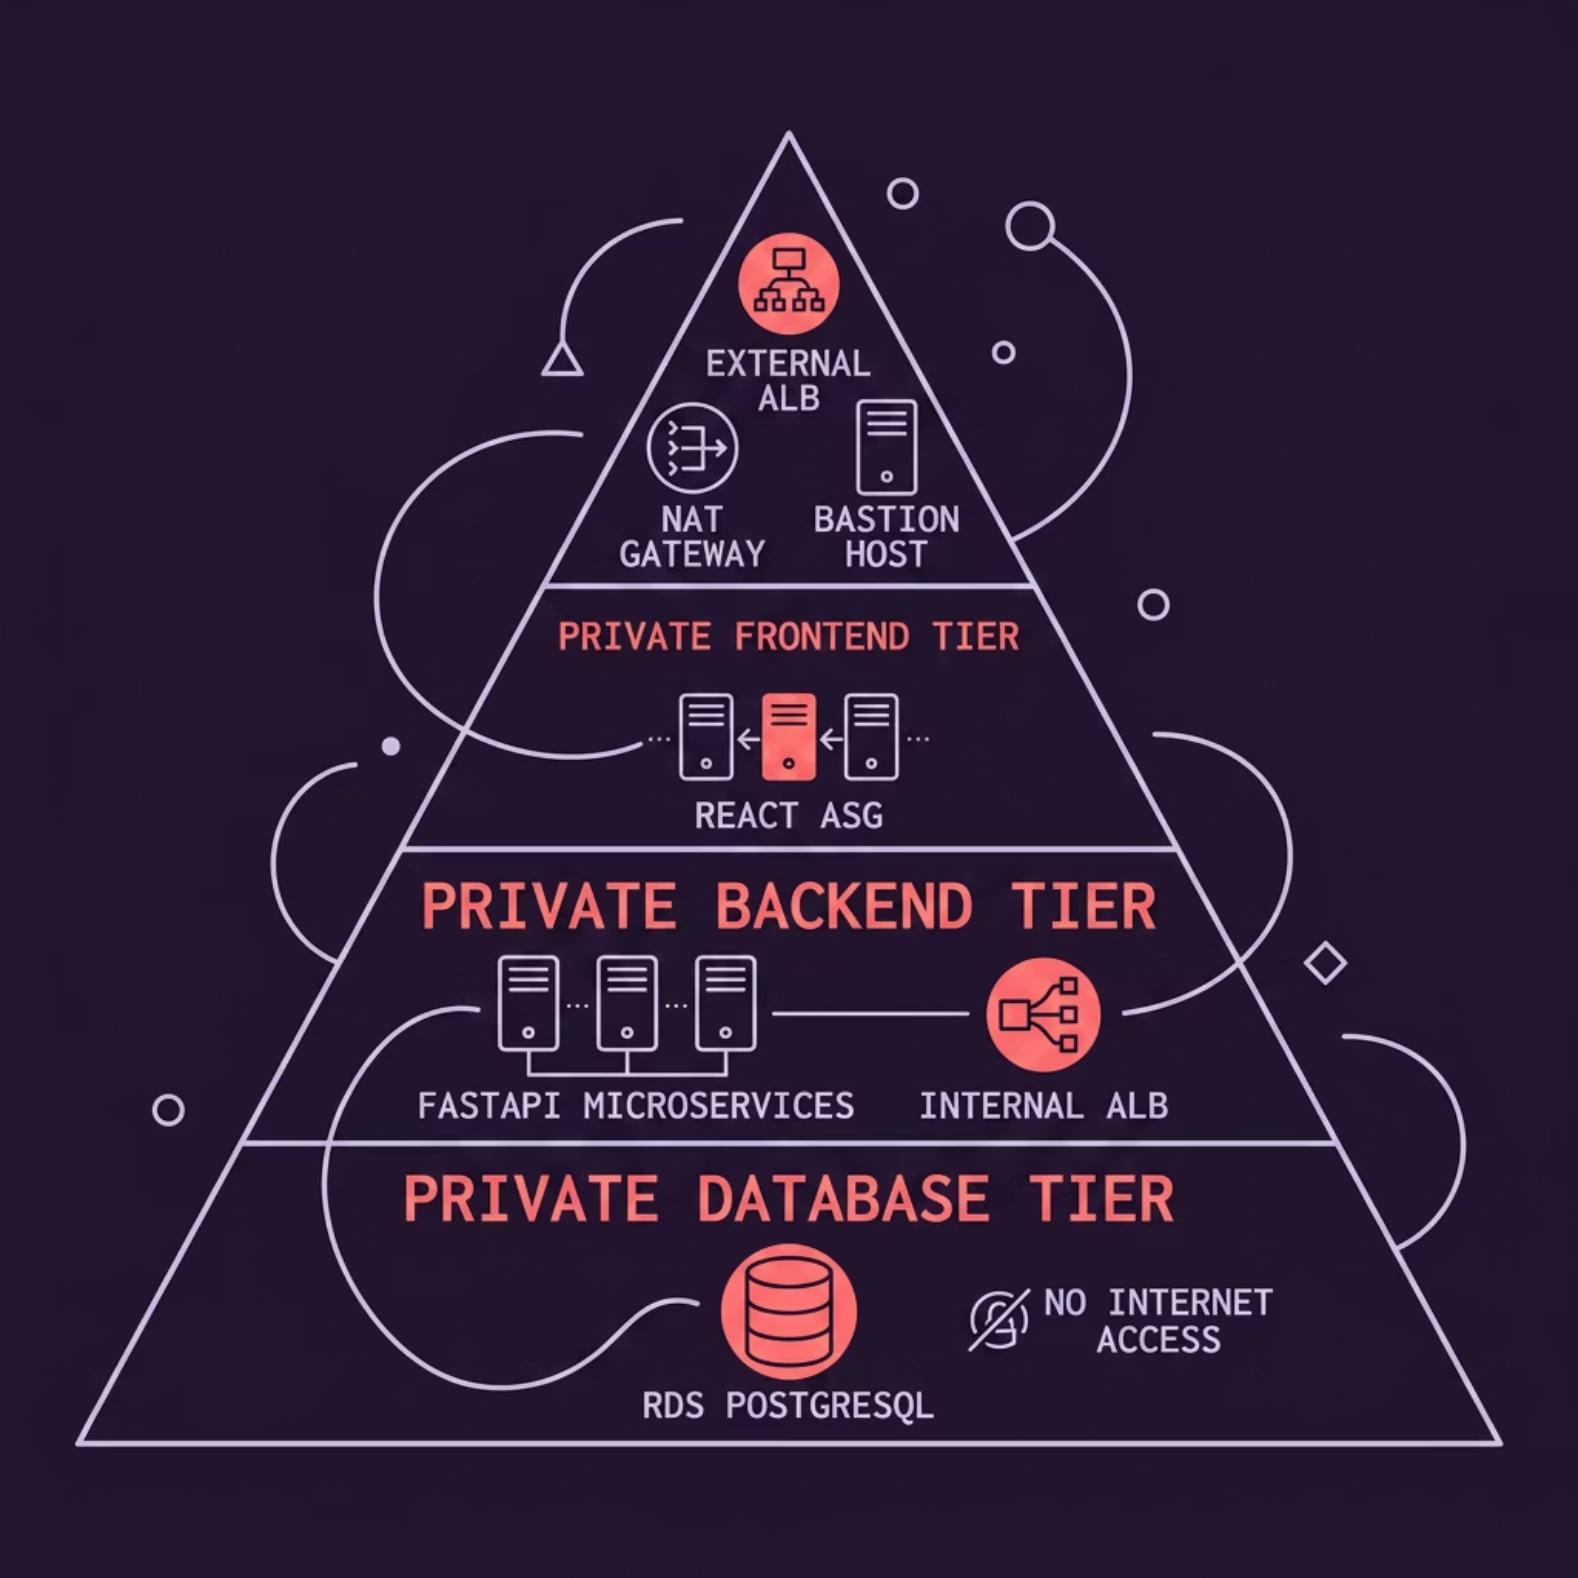 EXTERNAL
ALB
NAT
GATEWAY
BASTION
HOST
PRIVATE FRONTEND TIER
REACT ASG
PRIVATE BACKEND TIER
FASTAPI MICROSERVICES
INTERNAL ALB
PRIVATE DATABASE TIER
NO INTERNET
ACCESS
RDS POSTGRESQL